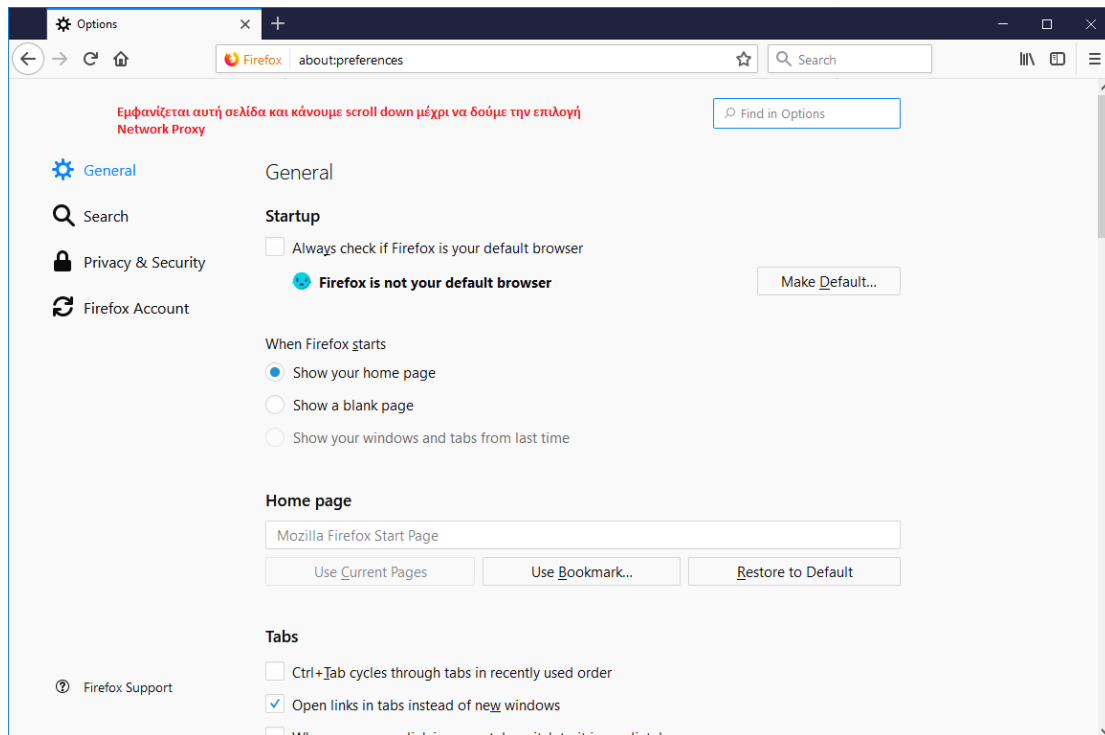 Options
Firefox about:preferences
Search
Εμφανίζεται αυτή σελίδα και κάνουμε scroll down μέχρι να δούμε την επιλογή
Network Proxy
Find in Options
General
Search
Privacy & Security
Firefox Account
General
Startup
Always check if Firefox is your default browser
Firefox is not your default browser
Make Default...
When Firefox starts
Show your home page
Show a blank page
Show your windows and tabs from last time
Home page
Mozilla Firefox Start Page
Use Current Pages
Use Bookmark...
Restore to Default
Tabs
Ctrl+Tab cycles through tabs in recently used order
Open links in tabs instead of new windows
Firefox Support